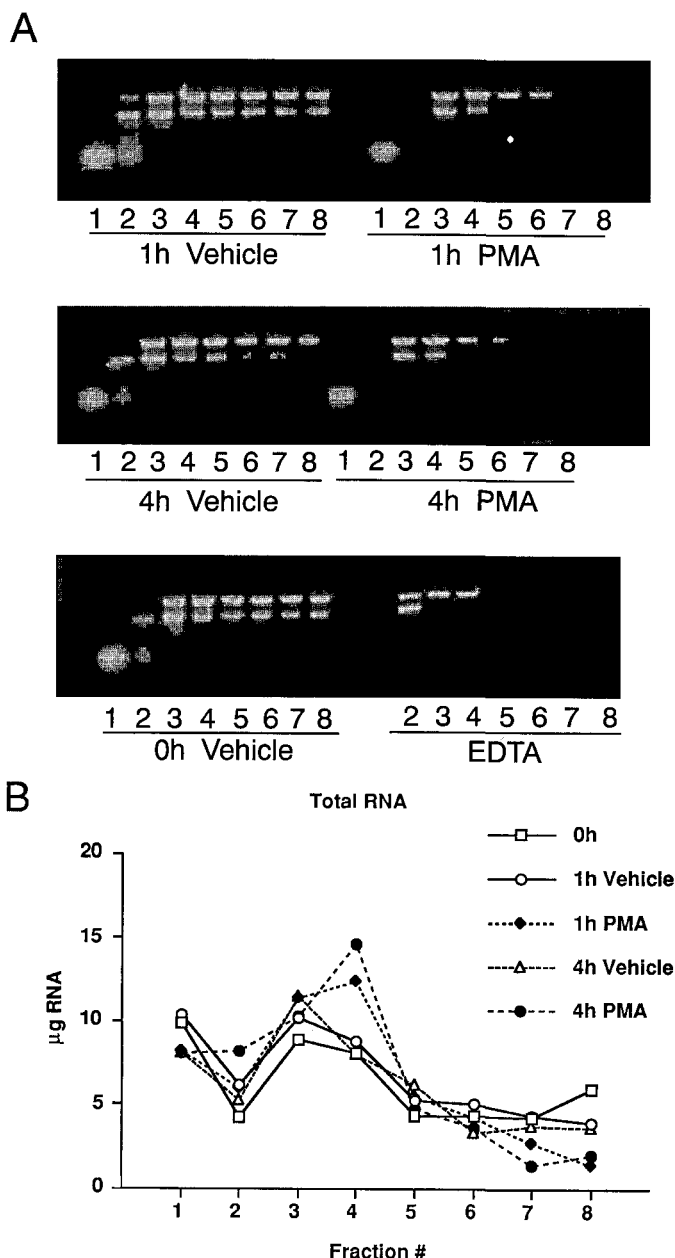 A
1 2 3 4 5 6 7 8 1 2 3 4 5 6 7 8
1h Vehicle 1h PMA
1 2 3 4 5 6 7 8 1 2 3 4 5 6 7 8
4h Vehicle 4h PMA
1 2 3 4 5 6 7 8 2 3 4 5 6 7 8
0h Vehicle EDTA
B
Total RNA
0h
1h Vehicle
1h PMA
4h Vehicle
4h PMA
20
15
10
5
0
µg RNA
1 2 3 4 5 6 7 8
Fraction #